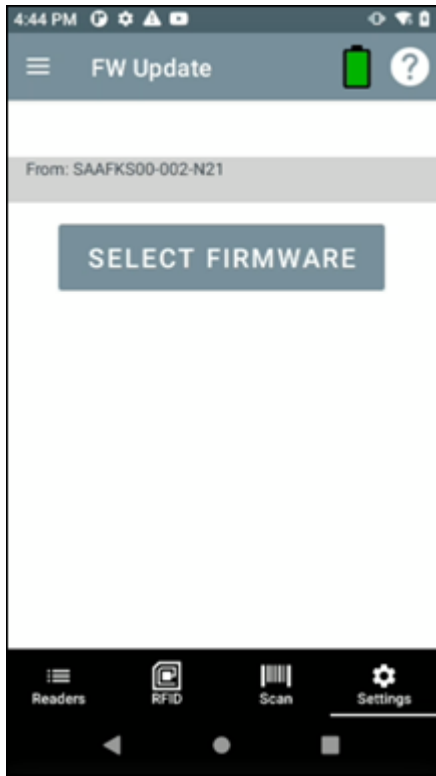 4:44 PM
FW Update
?
From: SAAFKS00-002-N21
SELECT FIRMWARE
Readers
RFID
Scan
Settings